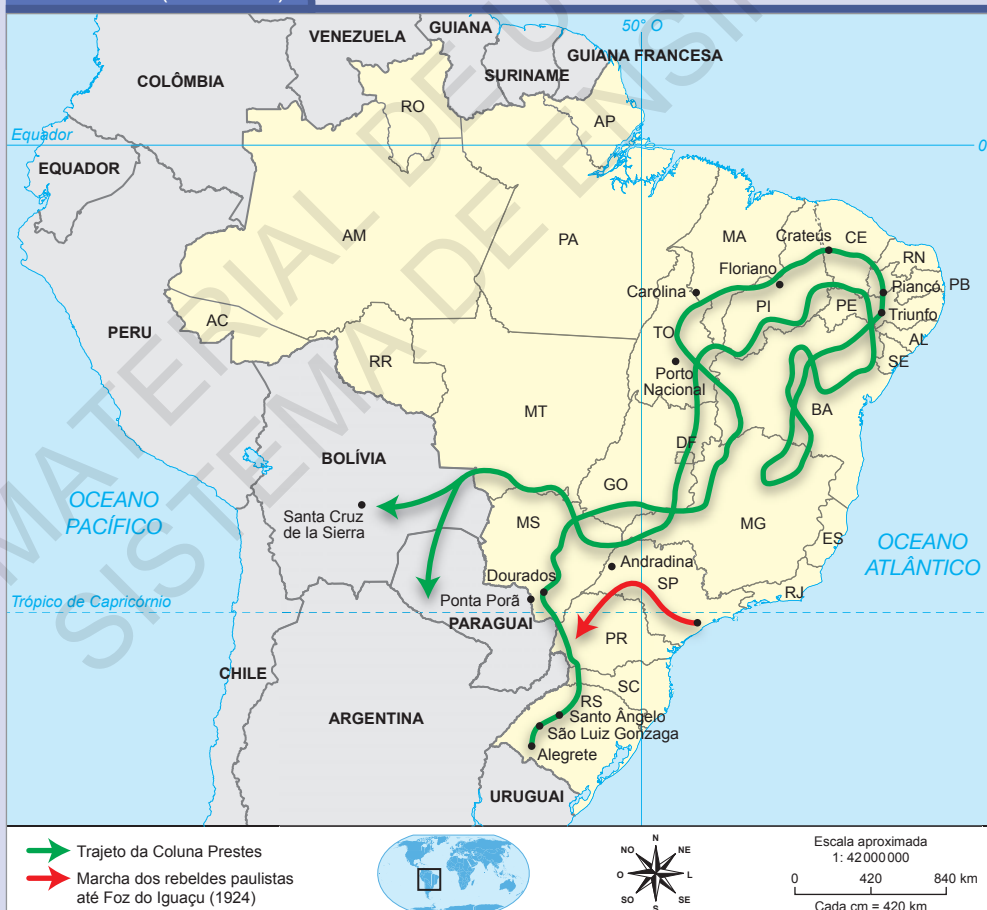 50° O
VENEZUELA
GUIANA
GUIANA FRANCESA
SURINAME
COLÔMBIA
RO
AP
Equador
0
EQUADOR
AM
PA
MA
Crateús
CE
RN
Floriano
Piancó
PB
Carolina
PI
PE
Triunfo
AL
SE
PERU
AC
RR
TO
Porto
Nacional
BA
MT
DF
BOLÍVIA
GO
OCEANO
PACÍFICO
Santa Cruz
de la Sierra
MS
MG
ES
OCEANO
ATLÂNTICO
Andradina
Dourados
SP
RJ
Trópico de Capricórnio
Ponta Porã
PARAGUAI
PR
CHILE
SC
RS
ARGENTINA
Santo Ângelo
São Luiz Gonzaga
Alegrete
URUGUAI
Trajeto da Coluna Prestes
Marcha dos rebeldes paulistas
até Foz do Iguaçu (1924)
N
NO
NE
O
L
SO
SE
S
Escala aproximada
1: 42 000 000
0 420 840 km
Cada cm = 420 km
MATERIAL DE U
SISTEMA DE ENSI